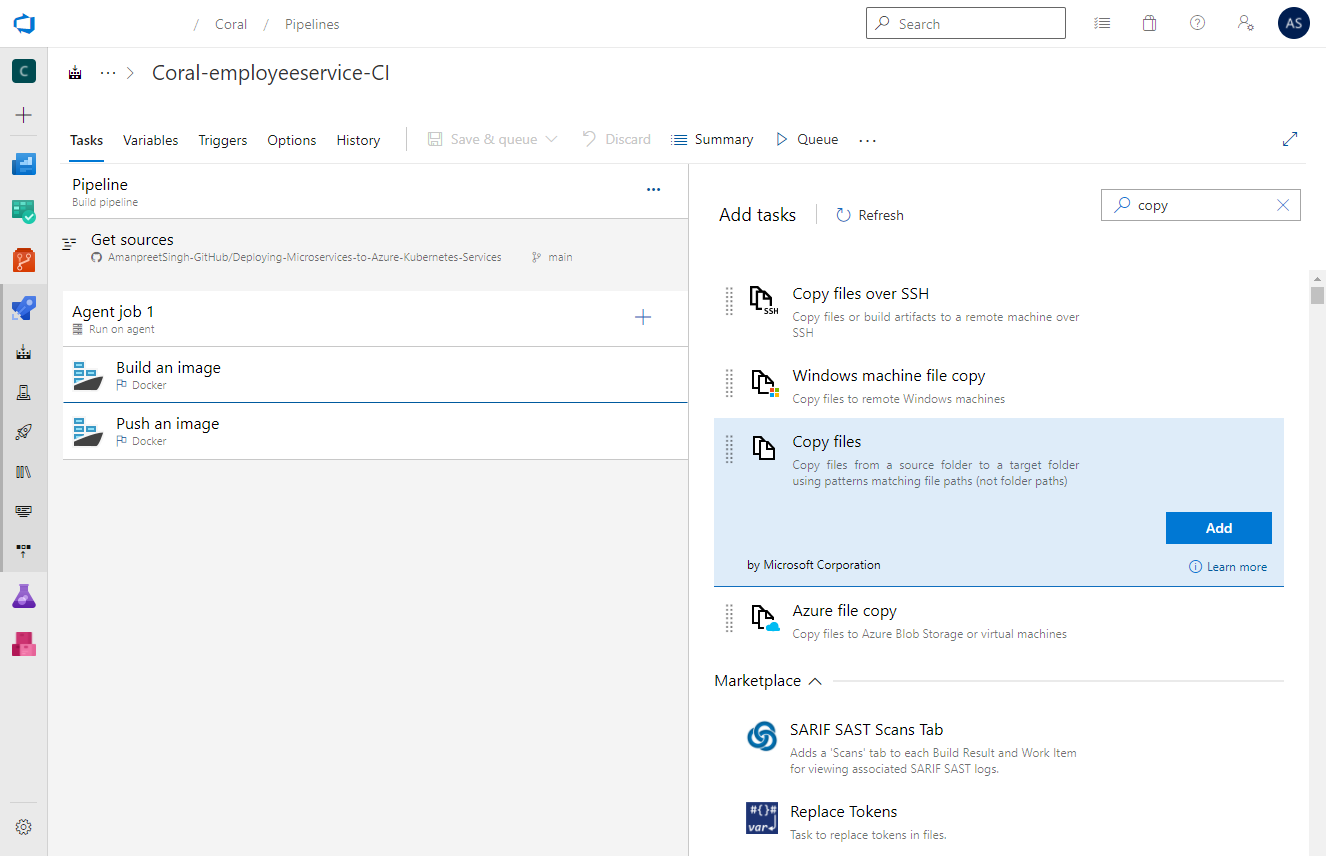 / Coral / Pipelines
Search
AS
C
··· > Coral-employeeservice-CI
Tasks Variables Triggers Options History
Save & queue Discard Summary Queue ···
Pipeline
Build pipeline
Get sources
AmanpreetSingh-GitHub/Deploying-Microservices-to-Azure-Kubernetes-Services main
Agent job 1
Run on agent
Build an image
Docker
Push an image
Docker
Add tasks
Refresh
copy
Copy files over SSH
SSH
Copy files or build artifacts to a remote machine over
SSH
Windows machine file copy
Copy files to remote Windows machines
Copy files
Copy files from a source folder to a target folder
using patterns matching file paths (not folder paths)
Add
by Microsoft Corporation
Learn more
Azure file copy
Copy files to Azure Blob Storage or virtual machines
Marketplace
SARIF SAST Scans Tab
Adds a 'Scans' tab to each Build Result and Work Item
for viewing associated SARIF SAST logs.
#{}#
var
Replace Tokens
Task to replace tokens in files.